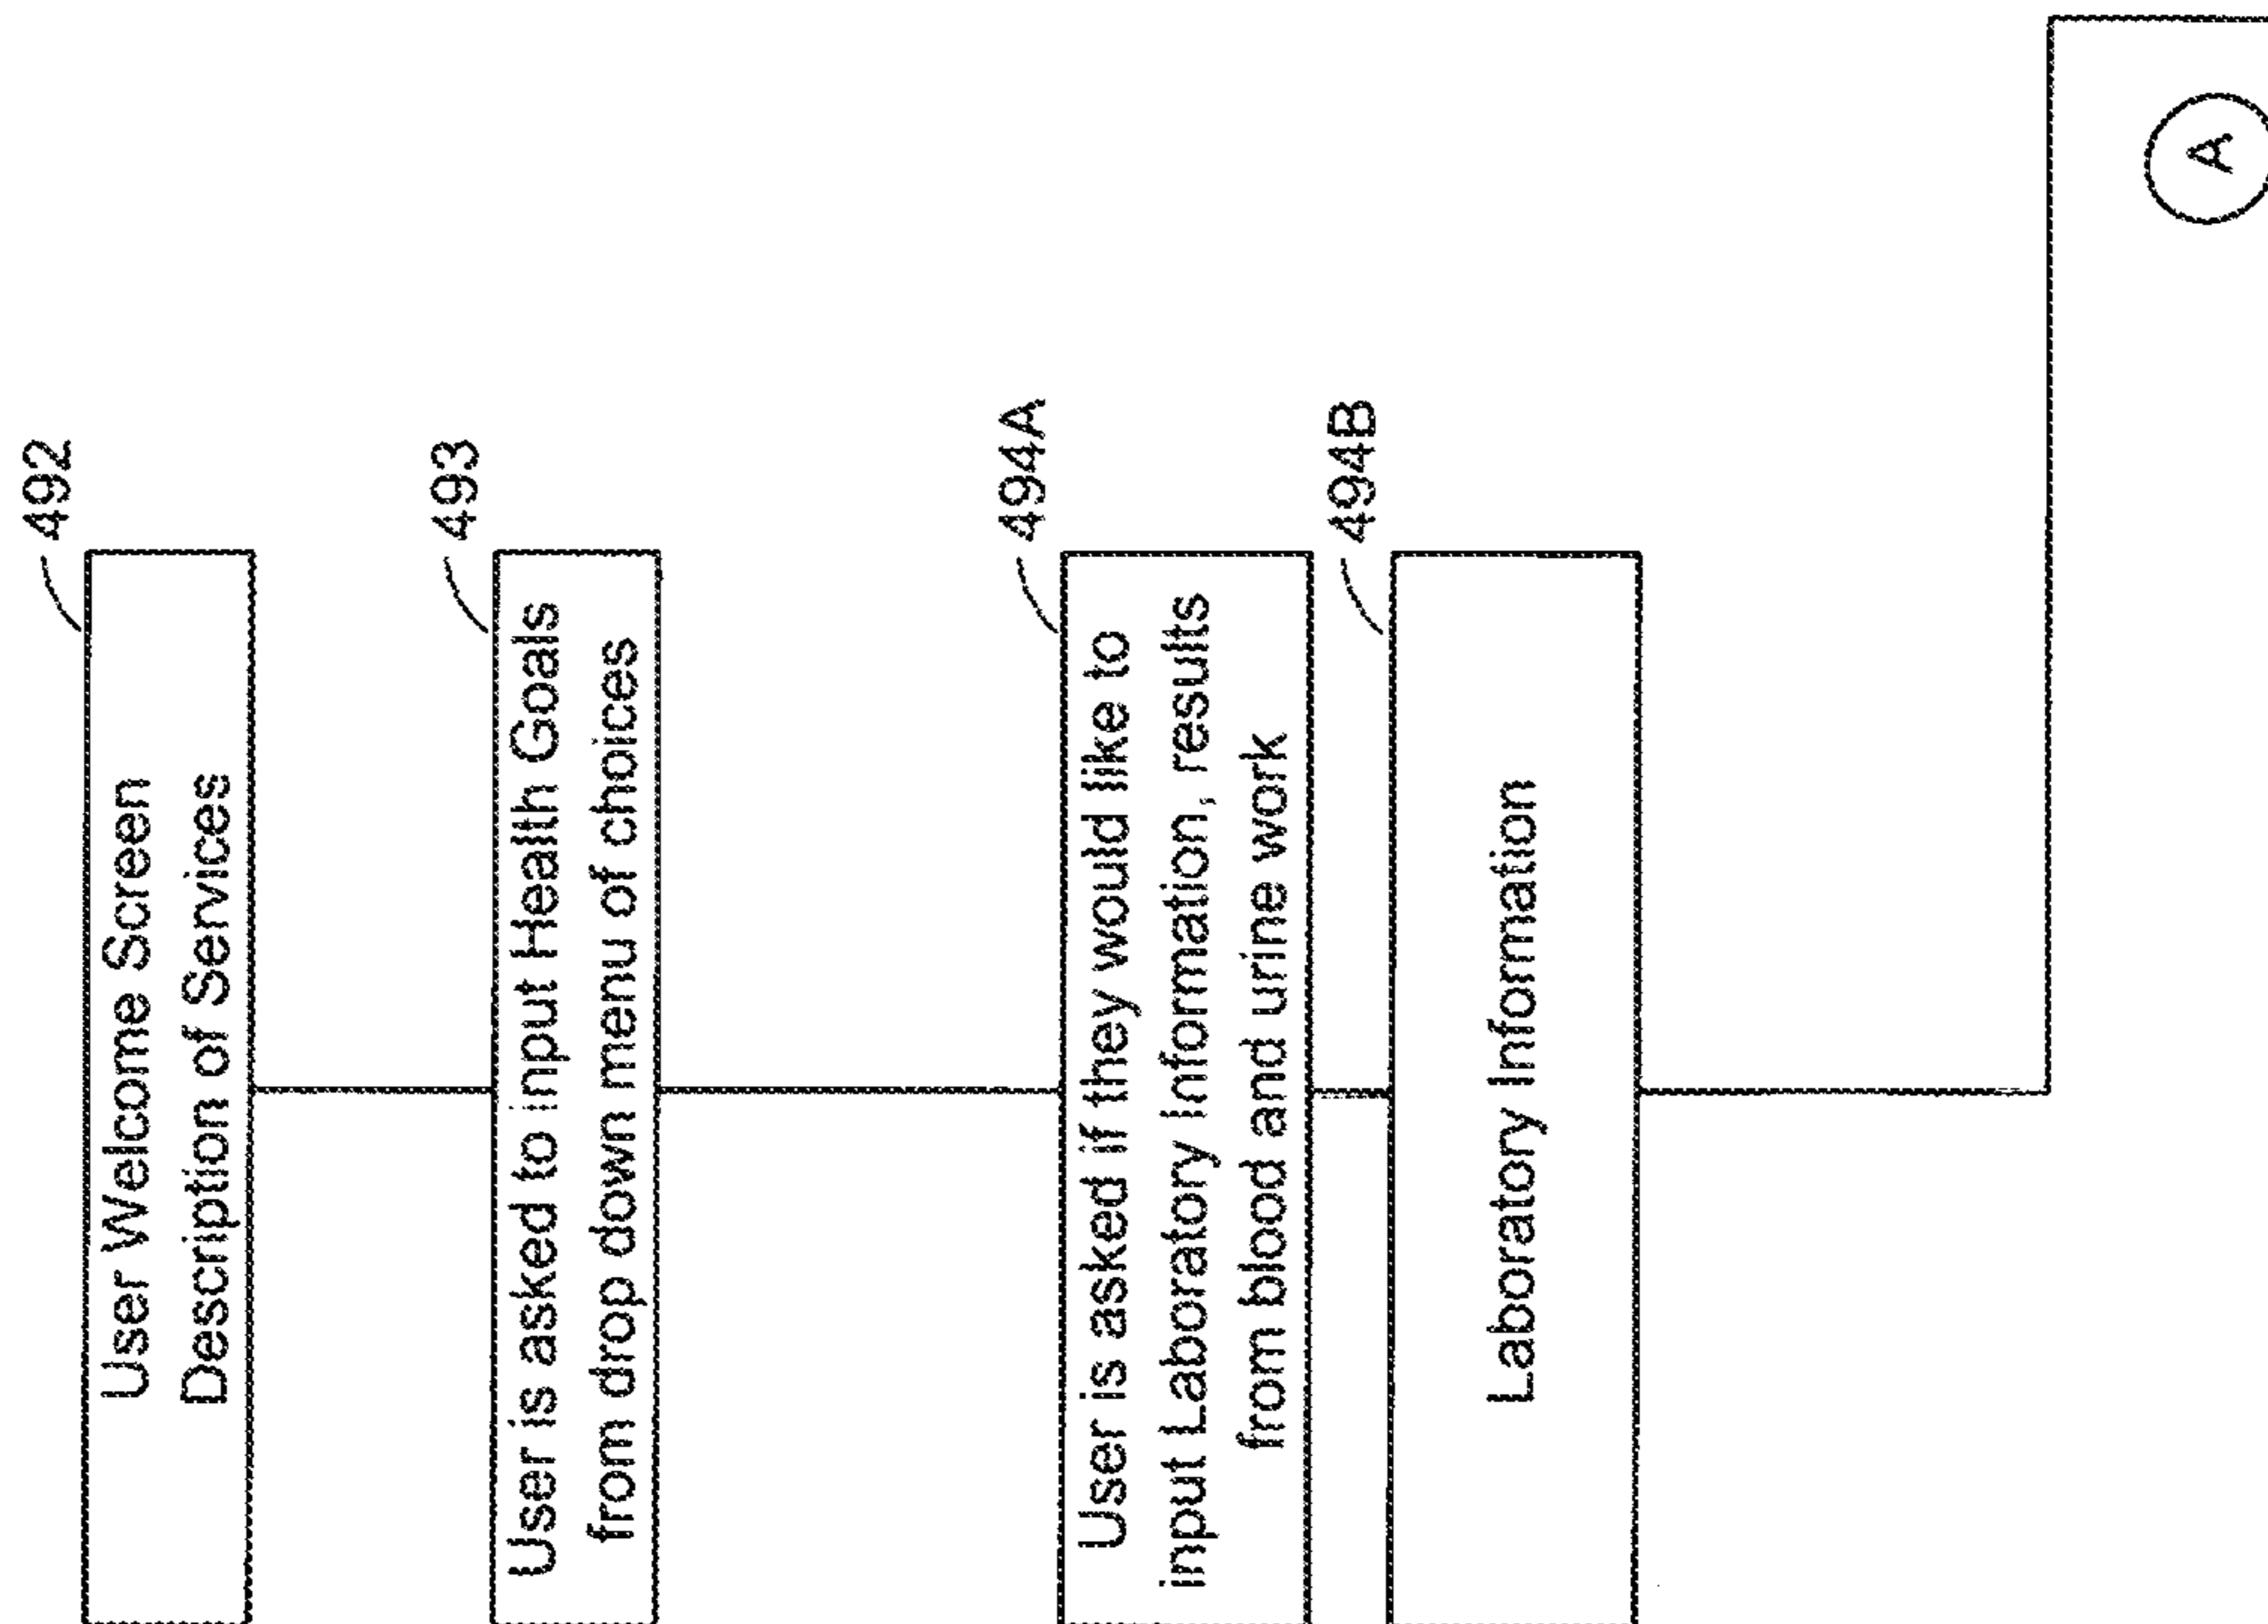 492
User Welcome Screen
Description of Services
493
User is asked to input Health Goals
from drop down menu of choices
494A
User is asked if they would like to
input Laboratory Information, results
from blood and urine work
494B
Laboratory Information
A